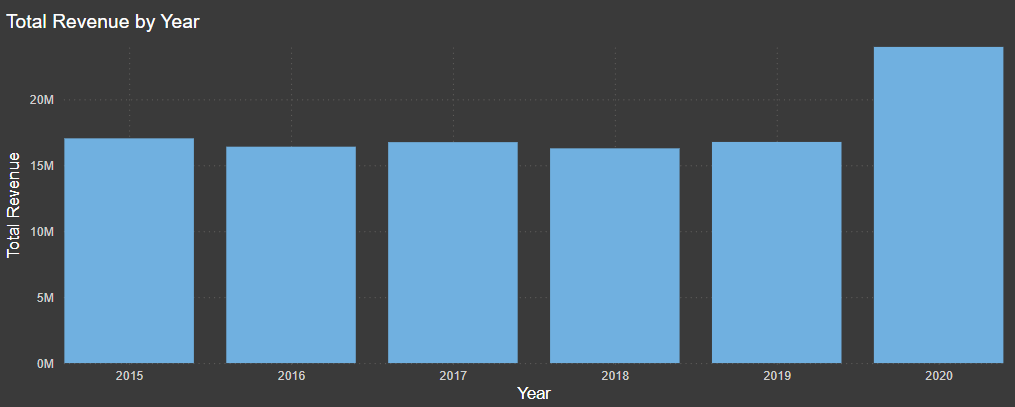 Total Revenue by Year
Total Revenue
20M
15M
10M
5M
0M
2015 2016 2017 2018 2019 2020
Year